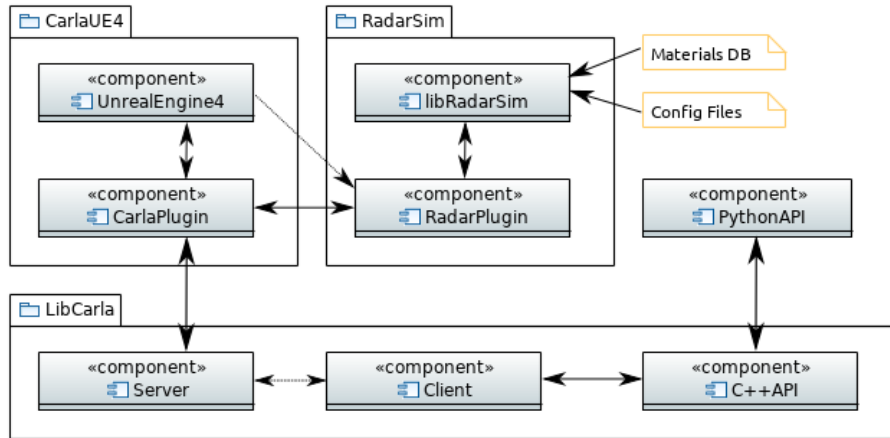 CarlaUE4
RadarSim
«component»
UnrealEngine4
«component»
libRadarSim
Materials DB
Config Files
«component»
CarlaPlugin
«component»
RadarPlugin
«component»
PythonAPI
LibCarla
«component»
Server
«component»
Client
«component»
C++API